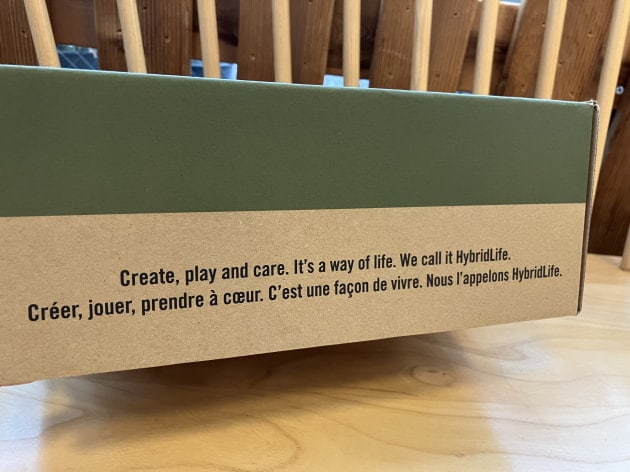 Create, play and care. It's a way of life. We call it HybridLife.
Créer, jouer, prendre à cœur. C'est une façon de vivre. Nous l'appelons HybridLife.